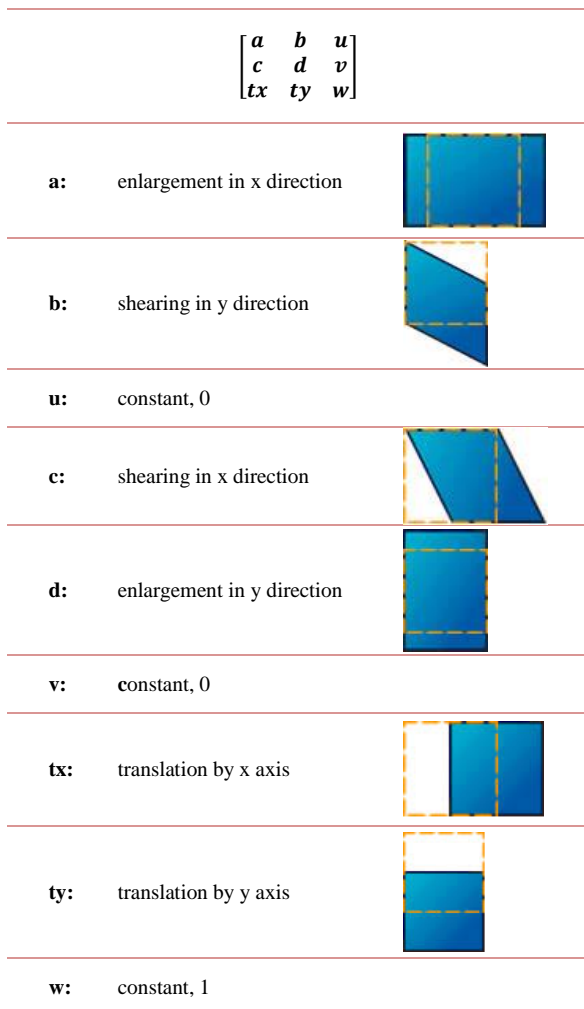 a b u
c d v
tx ty w
a: enlargement in x direction
b: shearing in y direction
u: constant, 0
c: shearing in x direction
d: enlargement in y direction
v: constant, 0
tx: translation by x axis
ty: translation by y axis
w: constant, 1